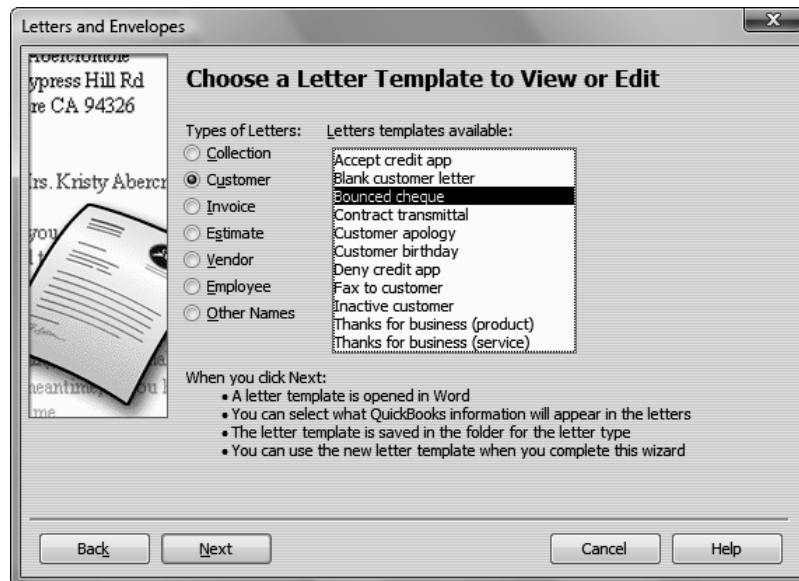 Letters and Envelopes
ypress Hill Rd
re CA 94326
rs. Kristy Abercr
you
Choose a Letter Template to View or Edit
Types of Letters:
Collection
Customer
Invoice
Estimate
Vendor
Employee
Other Names
Letters templates available:
Accept credit app
Blank customer letter
Bounced cheque
Contract transmittal
Customer apology
Customer birthday
Deny credit app
Fax to customer
Inactive customer
Thanks for business (product)
Thanks for business (service)
When you click Next:
• A letter template is opened in Word
• You can select what QuickBooks information will appear in the letters
• The letter template is saved in the folder for the letter type
• You can use the new letter template when you complete this wizard
Back
Next
Cancel
Help